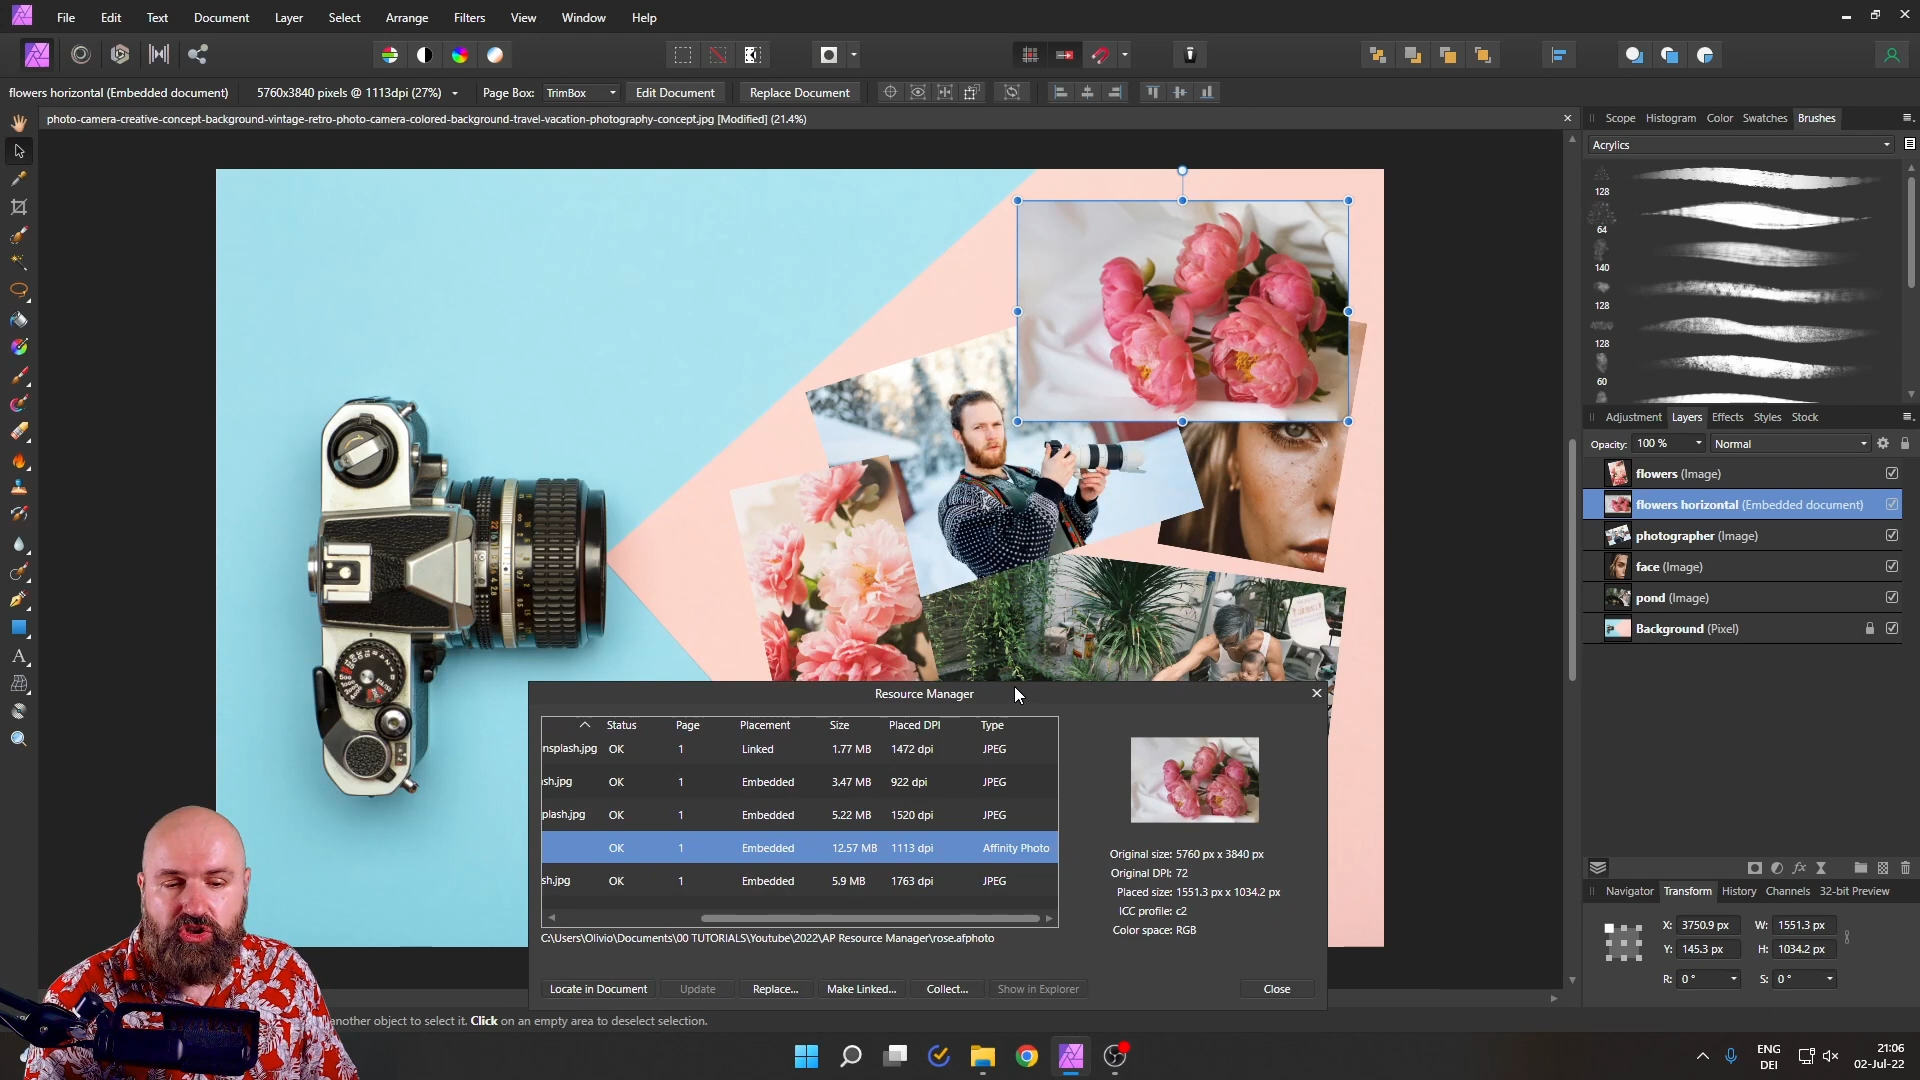 File Edit Text Document Layer Select Arrange Filters View Window Help
flowers horizontal (Embedded document) 5760x3840 pixels @ 1113dpi (27%) Page Box: TrimBox Edit Document Replace Document
photo-camera-creative-concept-background-vintage-retro-photo-camera-colored-background-travel-vacation-photography-concept.jpg [Modified] (21.4%)
Scope Histogram Color Swatches Brushes
Acrylics
128
64
140
128
128
60
Adjustment Layers Effects Styles Stock
Opacity: 100 % Normal
flowers (Image)
flowers horizontal (Embedded document)
photographer (Image)
face (Image)
pond (Image)
Background (Pixel)
Resource Manager
Status Page Placement Size Placed DPI Type
nsplash.jpg OK 1 Linked 1.77 MB 1472 dpi JPEG
sh.jpg OK 1 Embedded 3.47 MB 922 dpi JPEG
plash.jpg OK 1 Embedded 5.22 MB 1520 dpi JPEG
OK 1 Embedded 12.57 MB 1113 dpi Affinity Photo
sh.jpg OK 1 Embedded 5.9 MB 1763 dpi JPEG
C:\Users\Olivio\Documents\00 TUTORIALS\Youtube\2022\AP Resource Manager\rose.afphoto
Original size: 5760 px x 3840 px
Original DPI: 72
Placed size: 1551.3 px x 1034.2 px
ICC profile: c2
Color space: RGB
Locate in Document Update Replace... Make Linked... Collect... Show in Explorer Close
Navigator Transform History Channels 32-bit Preview
X: 3750.9 px W: 1551.3 px
Y: 145.3 px H: 1034.2 px
R: 0 ° S: 0 °
another object to select it. Click on an empty area to deselect selection.
ENG
DEI
21:06
02-Jul-22